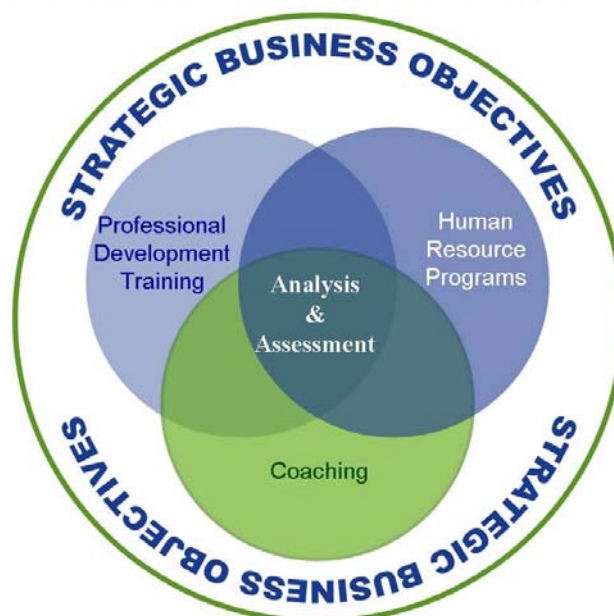 STRATEGIC BUSINESS OBJECTIVES
Professional
Development
Training
Human
Resource
Programs
Analysis
&
Assessment
Coaching
STRATEGIC BUSINESS OBJECTIVES